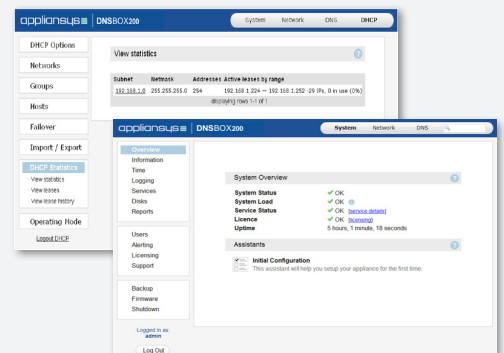 appliansys DNSBOX200
System Network DNS DHCP
DHCP Options
Networks
Groups
Hosts
Failover
Import / Export
DHCP Statistics
View statistics
View leases
View lease history
Operating Mode
Logout DHCP
View statistics
?
Subnet Netmask Addresses Active leases by range
192.168.1.0 255.255.255.0 254 192.168.1.224 — 192.168.1.252 -29 IPs, 0 in use (0%)
displaying rows 1-1 of 1
appliansys DNSBOX200
System Network DNS
Overview
Information
Time
Logging
Services
Disks
Reports
Users
Alerting
Licensing
Support
Backup
Firmware
Shutdown
Logged in as:
admin
Log Out
System Overview
?
System Status OK
System Load OK
Service Status OK [service details]
Licence OK [licensing]
Uptime 5 hours, 1 minute, 18 seconds
Assistants
?
Initial Configuration
This assistant will help you setup your appliance for the first time.